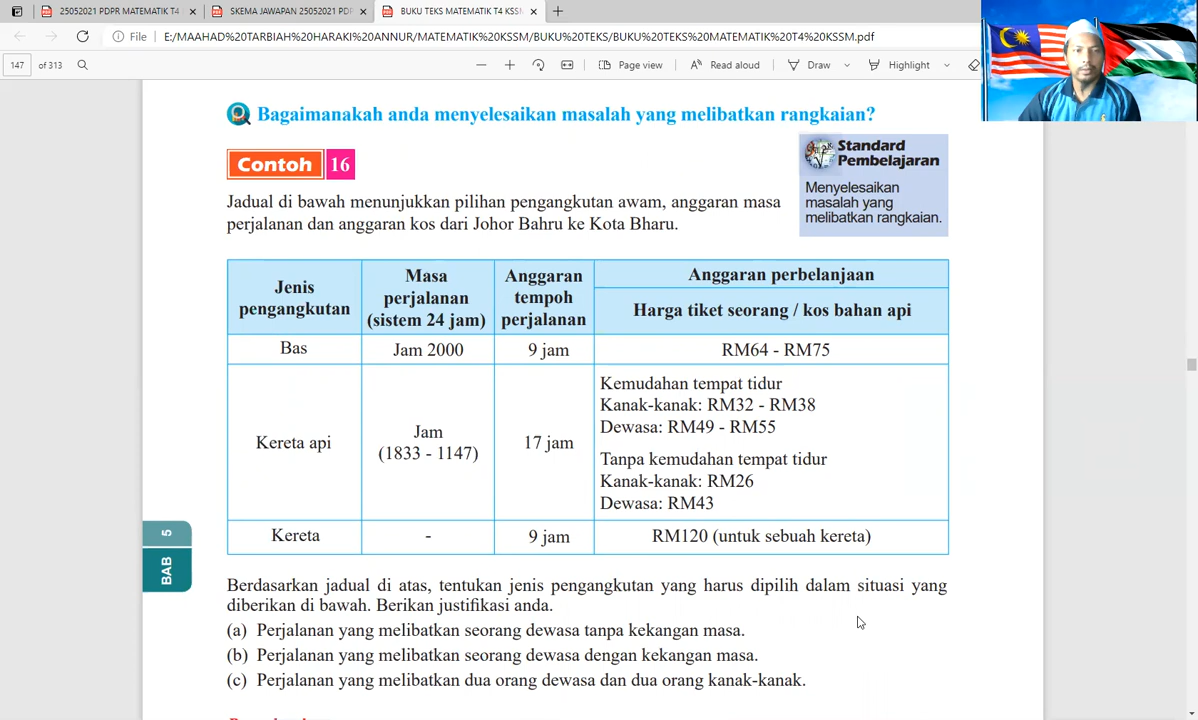 25052021 PDPR MATEMATIK T4
SKEMA JAWAPAN 25052021 PDF
BUKU TEKS MATEMATIK T4 KSSM
File
E:/MAAHAD%20TARBIAH%20HARAKI%20ANNUR/MATEMATIK%20KSSM/BUKU%20TEKS/BUKU%20TEKS%20MATEMATIK%20T4%20KSSM.pdf
147 of 313
Page view
Read aloud
Draw
Highlight
Bagaimanakah anda menyelesaikan masalah yang melibatkan rangkaian?
Contoh 16
Standard
Pembelajaran
Menyelesaikan
masalah yang
melibatkan rangkaian.
Jadual di bawah menunjukkan pilihan pengangkutan awam, anggaran masa
perjalanan dan anggaran kos dari Johor Bahru ke Kota Bharu.
Jenis
pengangkutan
Masa
perjalanan
(sistem 24 jam)
Anggaran
tempoh
perjalanan
Anggaran perbelanjaan
Harga tiket seorang / kos bahan api
Bas
Jam 2000
9 jam
RM64 - RM75
Kereta api
Jam
(1833 - 1147)
17 jam
Kemudahan tempat tidur
Kanak-kanak: RM32 - RM38
Dewasa: RM49 - RM55
Tanpa kemudahan tempat tidur
Kanak-kanak: RM26
Dewasa: RM43
Kereta
-
9 jam
RM120 (untuk sebuah kereta)
BAB 5
Berdasarkan jadual di atas, tentukan jenis pengangkutan yang harus dipilih dalam situasi yang
diberikan di bawah. Berikan justifikasi anda.
(a) Perjalanan yang melibatkan seorang dewasa tanpa kekangan masa.
(b) Perjalanan yang melibatkan seorang dewasa dengan kekangan masa.
(c) Perjalanan yang melibatkan dua orang dewasa dan dua orang kanak-kanak.